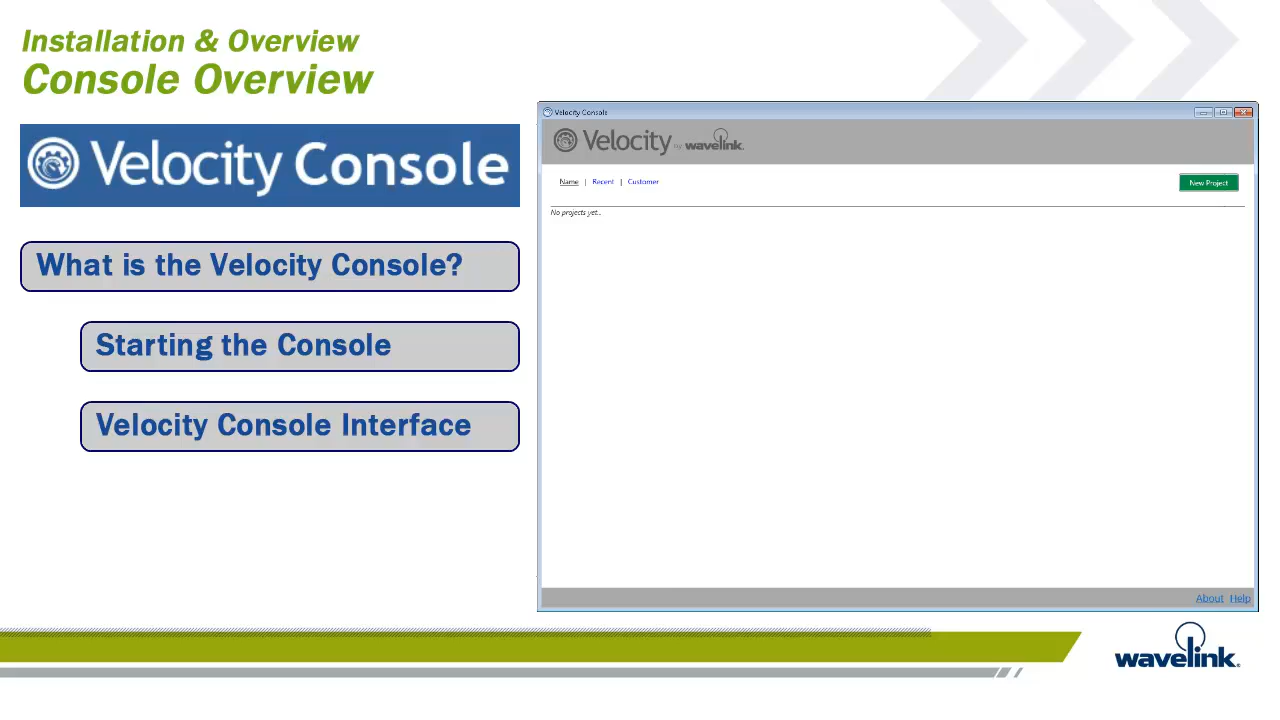 Installation & Overview
Console Overview
Velocity Console
What is the Velocity Console?
Starting the Console
Velocity Console Interface
Velocity Console
Velocity by wavelink.
Name | Recent | Customer
New Project
No projects yet...
About Help
wavelink.